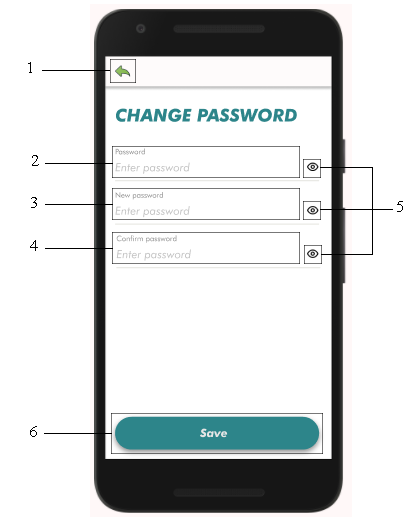 1
CHANGE PASSWORD
Password
2
Enter password
New password
3
Enter password
5
Confirm password
4
Enter password
6
Save